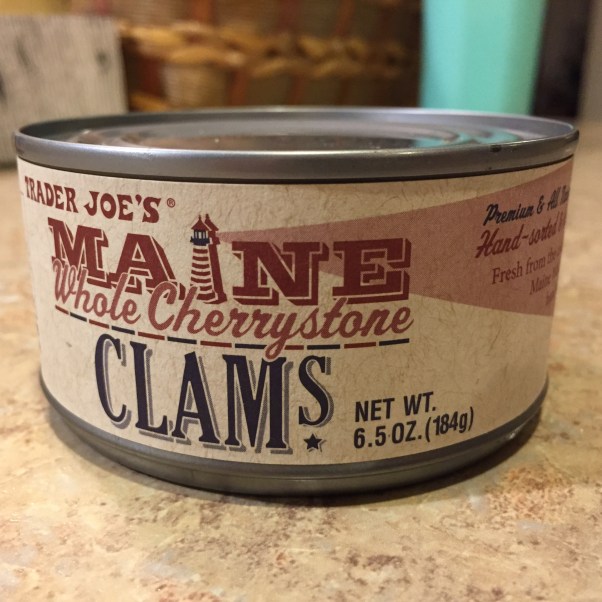 TRADER JOE'S®
MAINE
Whole Cherrystone
CLAMS
NET WT.
6.5 OZ. (184g)
Premium & All
Hand-sorted
Fresh from the
Maine